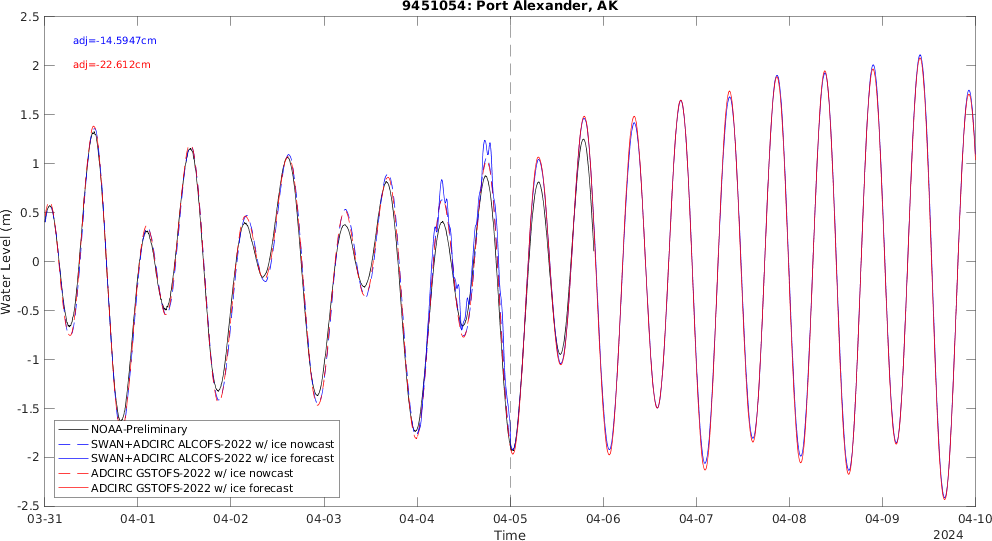 9451054: Port Alexander, AK
adj=-14.5947cm
adj=-22.612cm
Water Level (m)
2.5
2
1.5
1
0.5
0
-0.5
-1
-1.5
-2
-2.5
NOAA-Preliminary
SWAN+ADCIRC ALCOFS-2022 w/ ice nowcast
SWAN+ADCIRC ALCOFS-2022 w/ ice forecast
ADCIRC GSTOFS-2022 w/ ice nowcast
ADCIRC GSTOFS-2022 w/ ice forecast
03-31 04-01 04-02 04-03 04-04 04-05 04-06 04-07 04-08 04-09 04-10
Time
2024